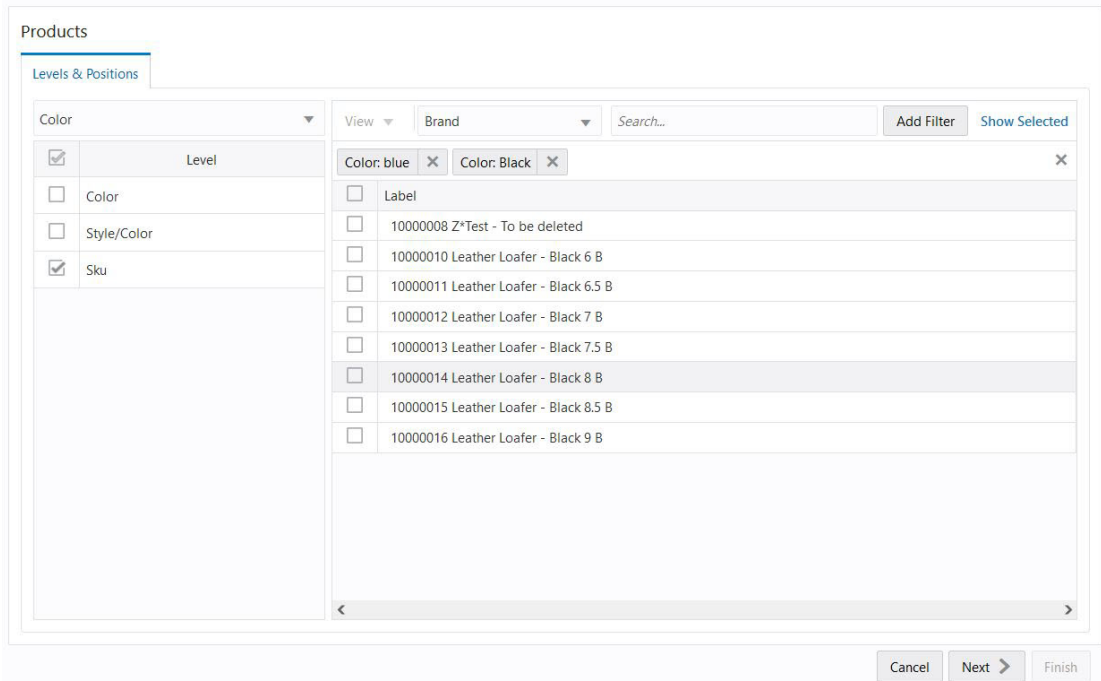 Products
Levels & Positions
Color
View
Brand
Search...
Add Filter
Show Selected
Level
Color: blue
Color: Black
Color
Label
Style/Color
10000008 Z*Test - To be deleted
Sku
10000010 Leather Loafer - Black 6 B
10000011 Leather Loafer - Black 6.5 B
10000012 Leather Loafer - Black 7 B
10000013 Leather Loafer - Black 7.5 B
10000014 Leather Loafer - Black 8 B
10000015 Leather Loafer - Black 8.5 B
10000016 Leather Loafer - Black 9 B
Cancel
Next
Finish